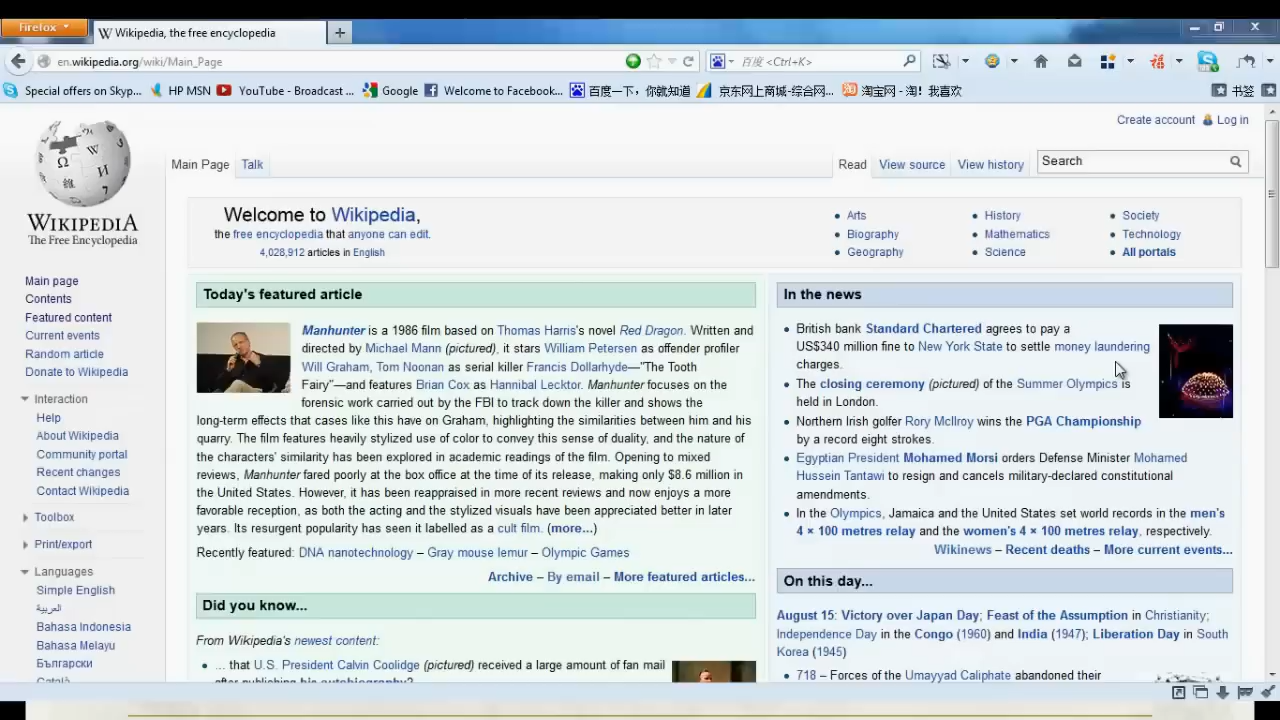 Firefox
Wikipedia, the free encyclopedia
en.wikipedia.org/wiki/Main_Page
百度 <Ctrl+K>
Special offers on Skyp...
HP MSN
YouTube - Broadcast ...
Google
Welcome to Facebook...
百度一下，你就知道
京东网上商城-综合网...
淘宝网 - 淘！我喜欢
书签
Create account
Log in
Main Page
Talk
Read
View source
View history
Search
WIKIPEDIA
The Free Encyclopedia
Main page
Contents
Featured content
Current events
Random article
Donate to Wikipedia
Interaction
Help
About Wikipedia
Community portal
Recent changes
Contact Wikipedia
Toolbox
Print/export
Languages
Simple English
العربية
Bahasa Indonesia
Bahasa Melayu
Български
Català
Welcome to Wikipedia,
the free encyclopedia that anyone can edit.
4,028,912 articles in English
Arts
Biography
Geography
History
Mathematics
Science
Society
Technology
All portals
Today's featured article
Manhunter is a 1986 film based on Thomas Harris's novel Red Dragon. Written and
directed by Michael Mann (pictured), it stars William Petersen as offender profiler
Will Graham, Tom Noonan as serial killer Francis Dollarhyde—"The Tooth
Fairy"—and features Brian Cox as Hannibal Lecktor. Manhunter focuses on the
forensic work carried out by the FBI to track down the killer and shows the
long-term effects that cases like this have on Graham, highlighting the similarities between him and his
quarry. The film features heavily stylized use of color to convey this sense of duality, and the nature of
the characters' similarity has been explored in academic readings of the film. Opening to mixed
reviews, Manhunter fared poorly at the box office at the time of its release, making only $8.6 million in
the United States. However, it has been reappraised in more recent reviews and now enjoys a more
favorable reception, as both the acting and the stylized visuals have been appreciated better in later
years. Its resurgent popularity has seen it labelled as a cult film. (more...)
Recently featured: DNA nanotechnology – Gray mouse lemur – Olympic Games
Archive – By email – More featured articles...
Did you know...
From Wikipedia's newest content:
... that U.S. President Calvin Coolidge (pictured) received a large amount of fan mail
after publishing his autobiography?
In the news
British bank Standard Chartered agrees to pay a
US$340 million fine to New York State to settle money laundering
charges.
The closing ceremony (pictured) of the Summer Olympics is
held in London.
Northern Irish golfer Rory McIlroy wins the PGA Championship
by a record eight strokes.
Egyptian President Mohamed Morsi orders Defense Minister Mohamed
Hussein Tantawi to resign and cancels military-declared constitutional
amendments.
In the Olympics, Jamaica and the United States set world records in the men's
4 × 100 metres relay and the women's 4 × 100 metres relay, respectively.
Wikinews – Recent deaths – More current events...
On this day...
August 15: Victory over Japan Day; Feast of the Assumption in Christianity;
Independence Day in the Congo (1960) and India (1947); Liberation Day in South
Korea (1945)
718 – Forces of the Umayyad Caliphate abandoned their